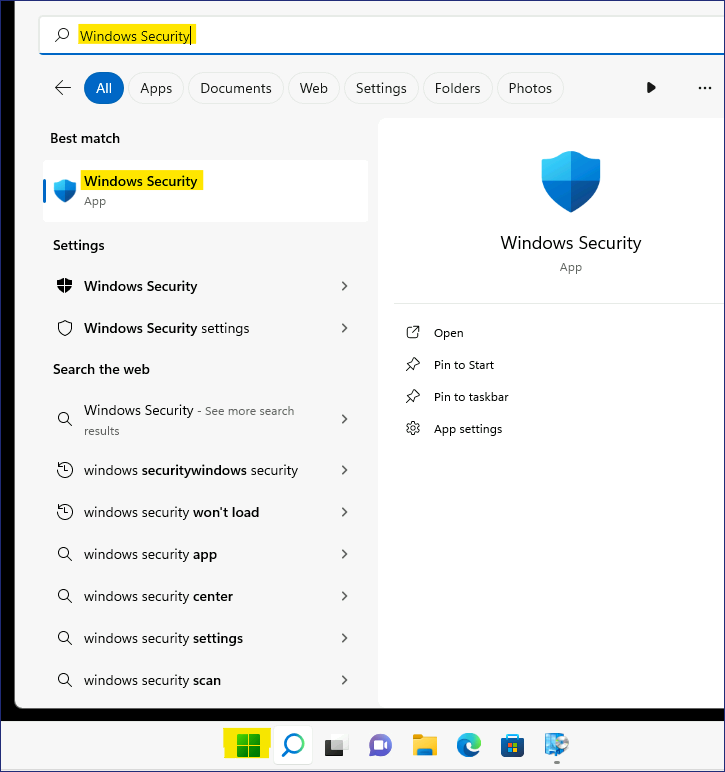 Windows Security
All Apps Documents Web Settings Folders Photos
Best match
Windows Security
App
Settings
Windows Security
Windows Security settings
Search the web
Windows Security - See more search
results
windows securitywindows security
windows security won't load
windows security app
windows security center
windows security settings
windows security scan
Windows Security
App
Open
Pin to Start
Pin to taskbar
App settings